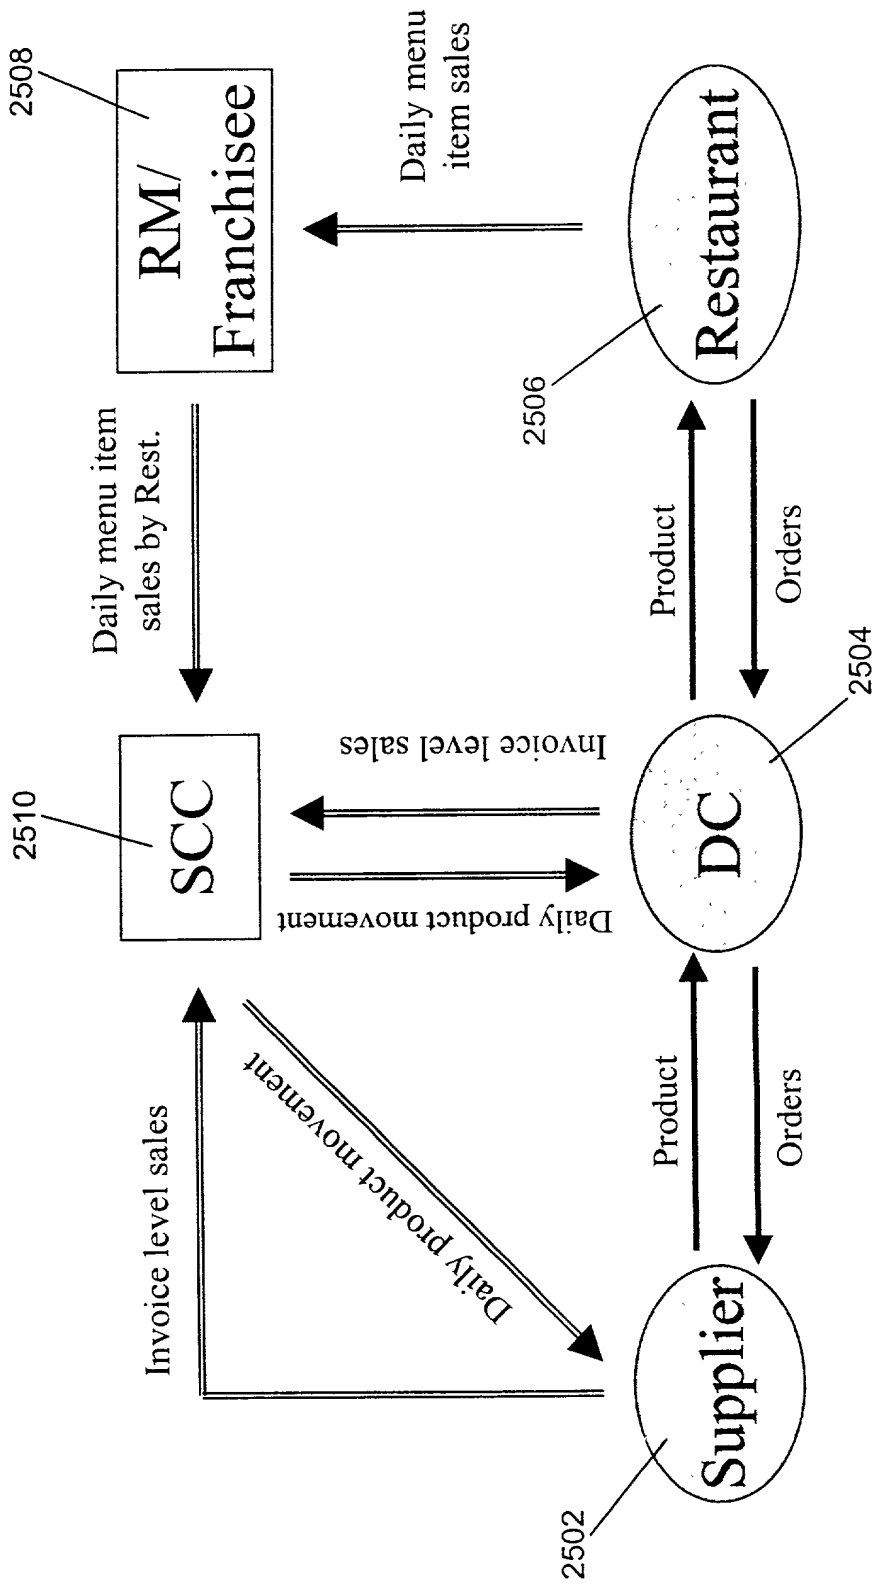 2510
2508
SCC
RM/
Franchisee
Daily menu item
sales by Rest.
Invoice level sales
Daily product movement
Daily product movement
Invoice level sales
Daily menu
item sales
2502
Supplier
Product
Orders
DC
2504
Product
Orders
2506
Restaurant